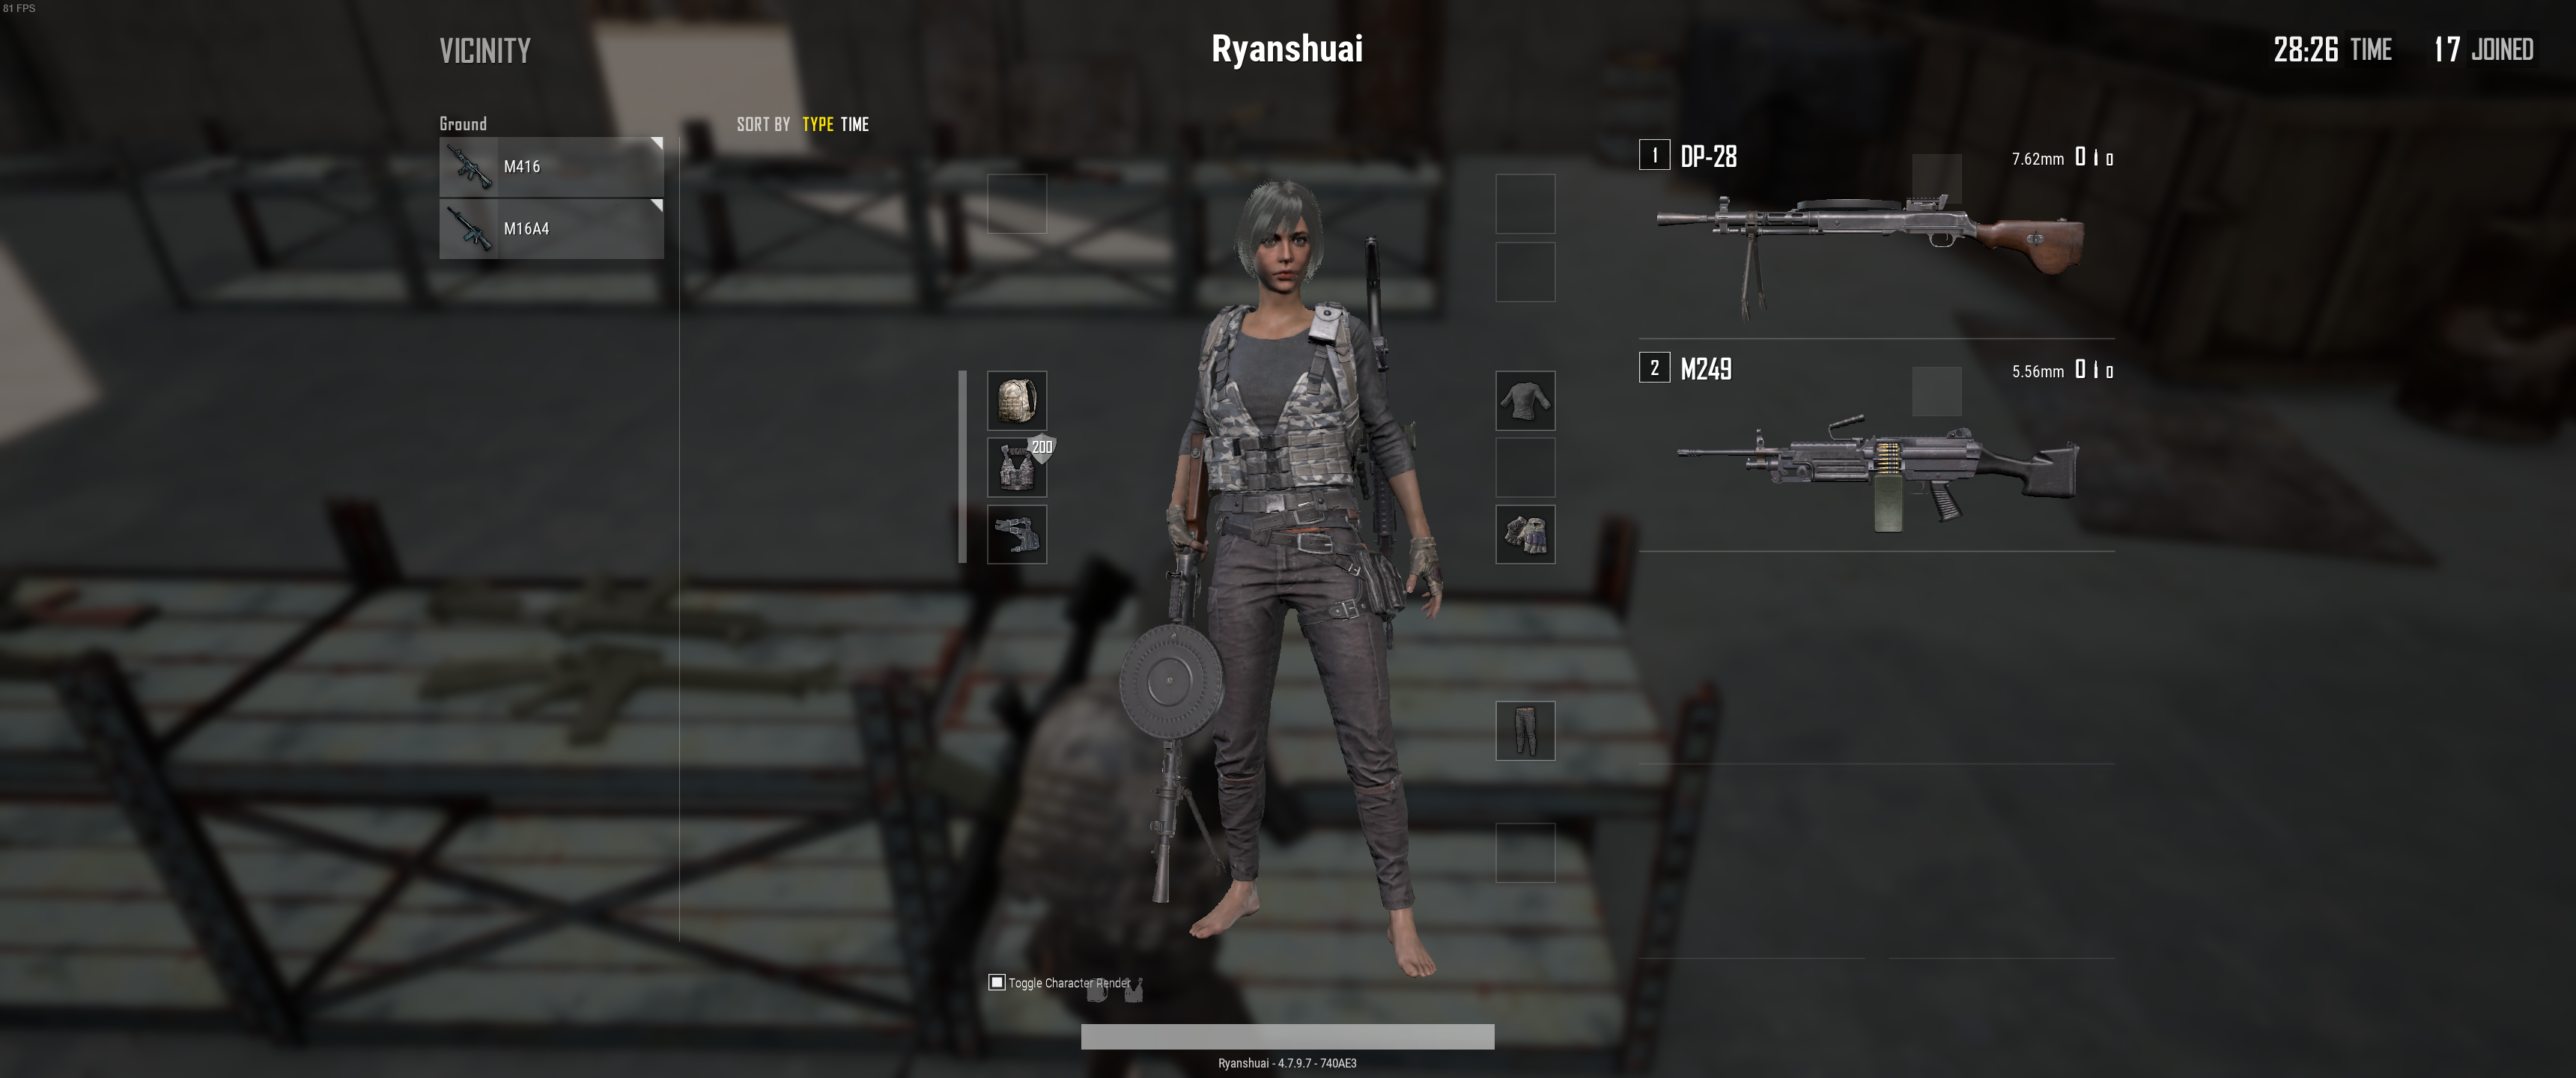 81 FPS
VICINITY
Ryanshuai
28:26 TIME 17 JOINED
Ground
SORT BY TYPE TIME
M416
M16A4
1 DP-28 7.62mm 0 0
2 M249 5.56mm 0 0
200
Toggle Character Render
Ryanshuai - 4.7.9.7 - 740AE3